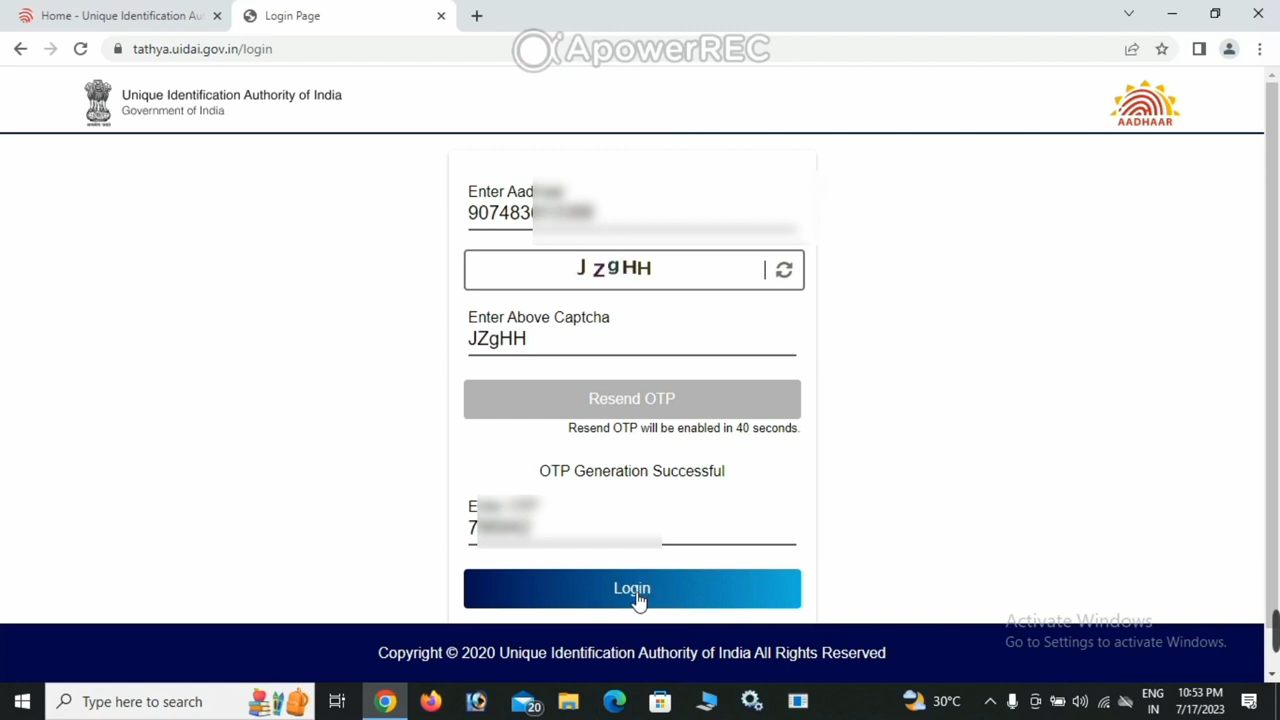 Home - Unique Identification Au
Login Page
tathya.uidai.gov.in/login
ApowerREC
Unique Identification Authority of India
Government of India
AADHAAR
Enter
JZgHH
Enter Above Captcha
JZgHH
Resend OTP
Resend OTP will be enabled in 40 seconds.
OTP Generation Successful
Login
Activate Windows
Go to Settings to activate Windows.
Copyright © 2020 Unique Identification Authority of India All Rights Reserved
Type here to search
20
30°C
ENG
IN
10:53 PM
7/17/2023